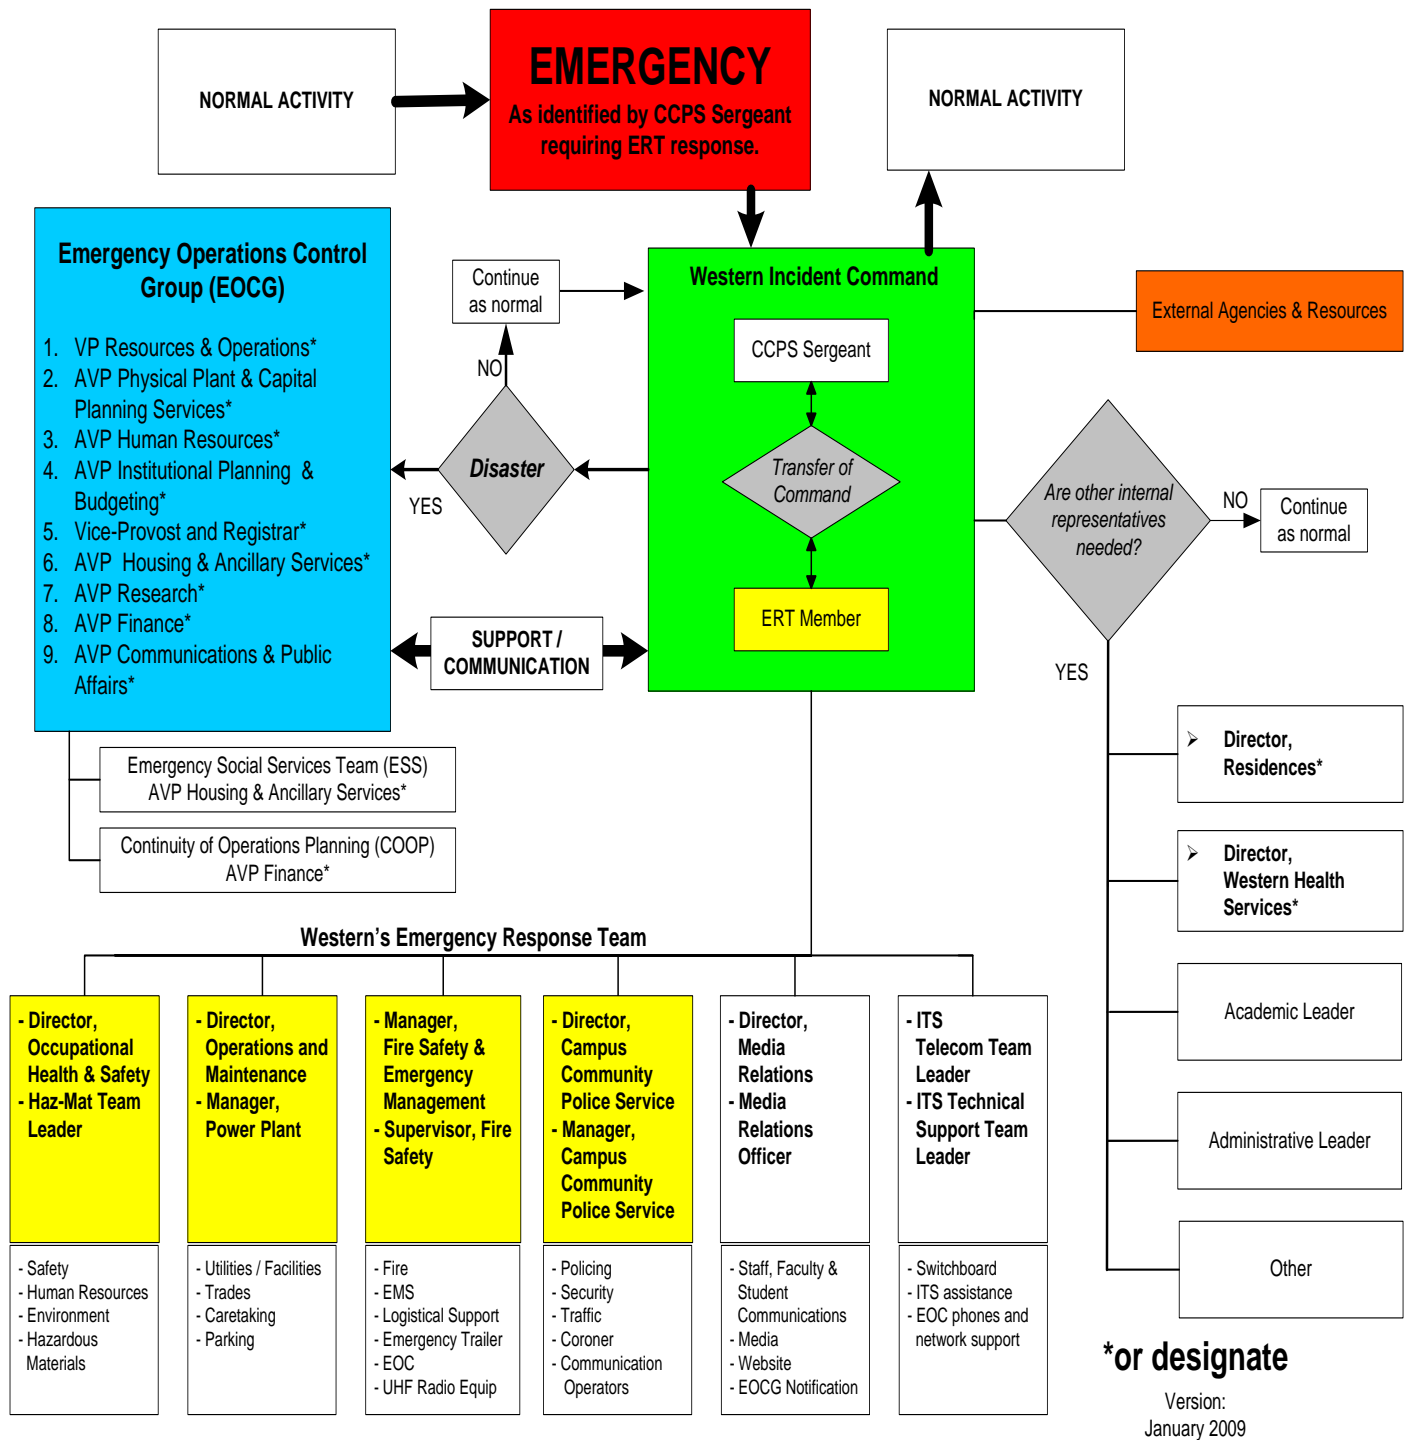 NORMAL ACTIVITY
EMERGENCY
As identified by CCPS Sergeant
requiring ERT response.
NORMAL ACTIVITY
Emergency Operations Control
Group (EOCG)
1. VP Resources & Operations*
2. AVP Physical Plant & Capital
Planning Services*
3. AVP Human Resources*
4. AVP Institutional Planning &
Budgeting*
5. Vice-Provost and Registrar*
6. AVP Housing & Ancillary Services*
7. AVP Research*
8. AVP Finance*
9. AVP Communications & Public
Affairs*
Continue
as normal
NO
Disaster
YES
SUPPORT /
COMMUNICATION
Western Incident Command
CCPS Sergeant
Transfer of
Command
ERT Member
External Agencies & Resources
Are other internal
representatives
needed?
NO
Continue
as normal
YES
➢ Director,
Residences*
➢ Director,
Western Health
Services*
Academic Leader
Administrative Leader
Other
Emergency Social Services Team (ESS)
AVP Housing & Ancillary Services*
Continuity of Operations Planning (COOP)
AVP Finance*
Western's Emergency Response Team
- Director,
Occupational
Health & Safety
- Haz-Mat Team
Leader
- Safety
- Human Resources
- Environment
- Hazardous
Materials
- Director,
Operations and
Maintenance
- Manager,
Power Plant
- Utilities / Facilities
- Trades
- Caretaking
- Parking
- Manager,
Fire Safety &
Emergency
Management
- Supervisor, Fire
Safety
- Fire
- EMS
- Logistical Support
- Emergency Trailer
- EOC
- UHF Radio Equip
- Director,
Campus
Community
Police Service
- Manager,
Campus
Community
Police Service
- Policing
- Security
- Traffic
- Coroner
- Communication
Operators
- Director,
Media
Relations
- Media
Relations
Officer
- Staff, Faculty &
Student
Communications
- Media
- Website
- EOCG Notification
- ITS
Telecom Team
Leader
- ITS Technical
Support Team
Leader
- Switchboard
- ITS assistance
- EOC phones and
network support
*or designate
Version:
January 2009